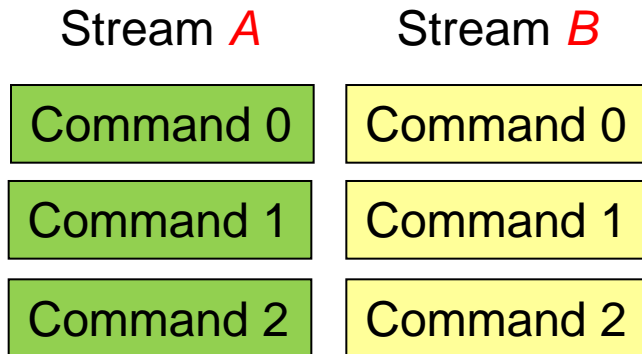 Stream A Stream B
Command 0 Command 0
Command 1 Command 1
Command 2 Command 2